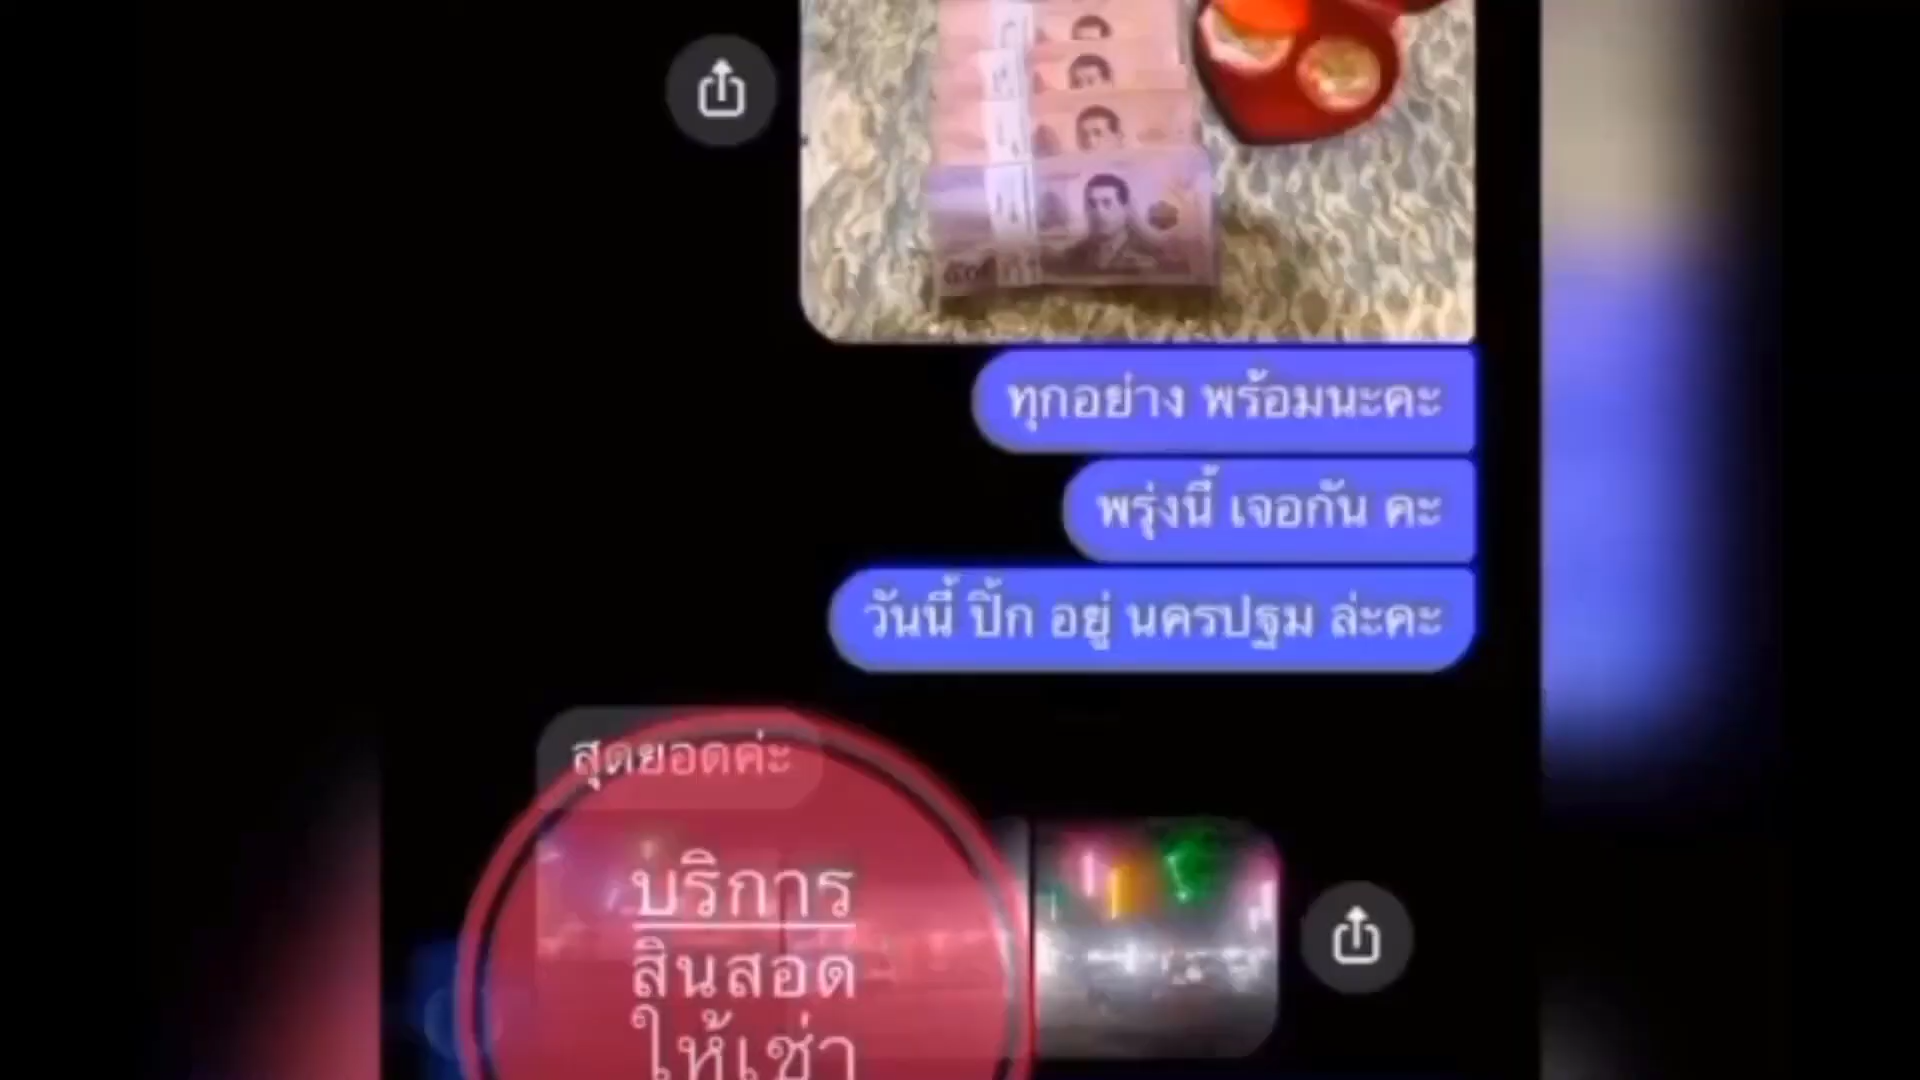 ทุกอย่าง พร้อมนะคะ
พรุ่งนี้ เจอกัน คะ
วันนี้ ปิ้ก อยู่ นครปฐม ล่ะคะ
สุดยอดค่ะ
บริการ
สินสอด
ให้เช่า